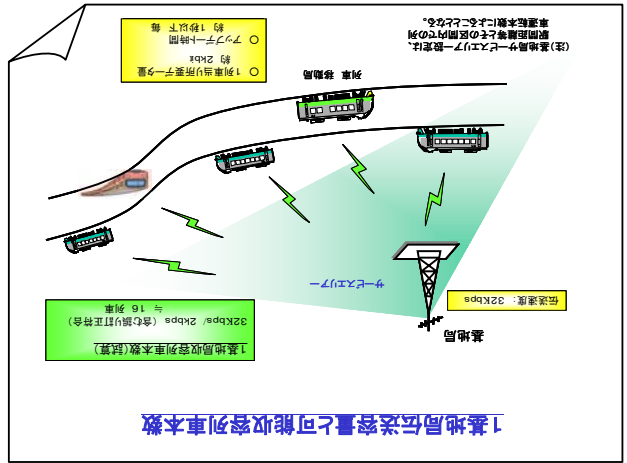 1基地局伝送容量と可能収容列車本数
基地局
伝送速度: 32Kbps
1基地局収容列車本数(試算)
32Kbps/ 2kbps (含む誤り訂正符合)
≒ 16 列車
サービスエリアー
列車 移動局
○ 1列車当り所要データ量
約 2kbit
○ アップデート時間
約 1秒以下 毎
(注)基地局サービスエリアー設定は、
駅間距離等とその区間内での列
車運転本数によることとなる。